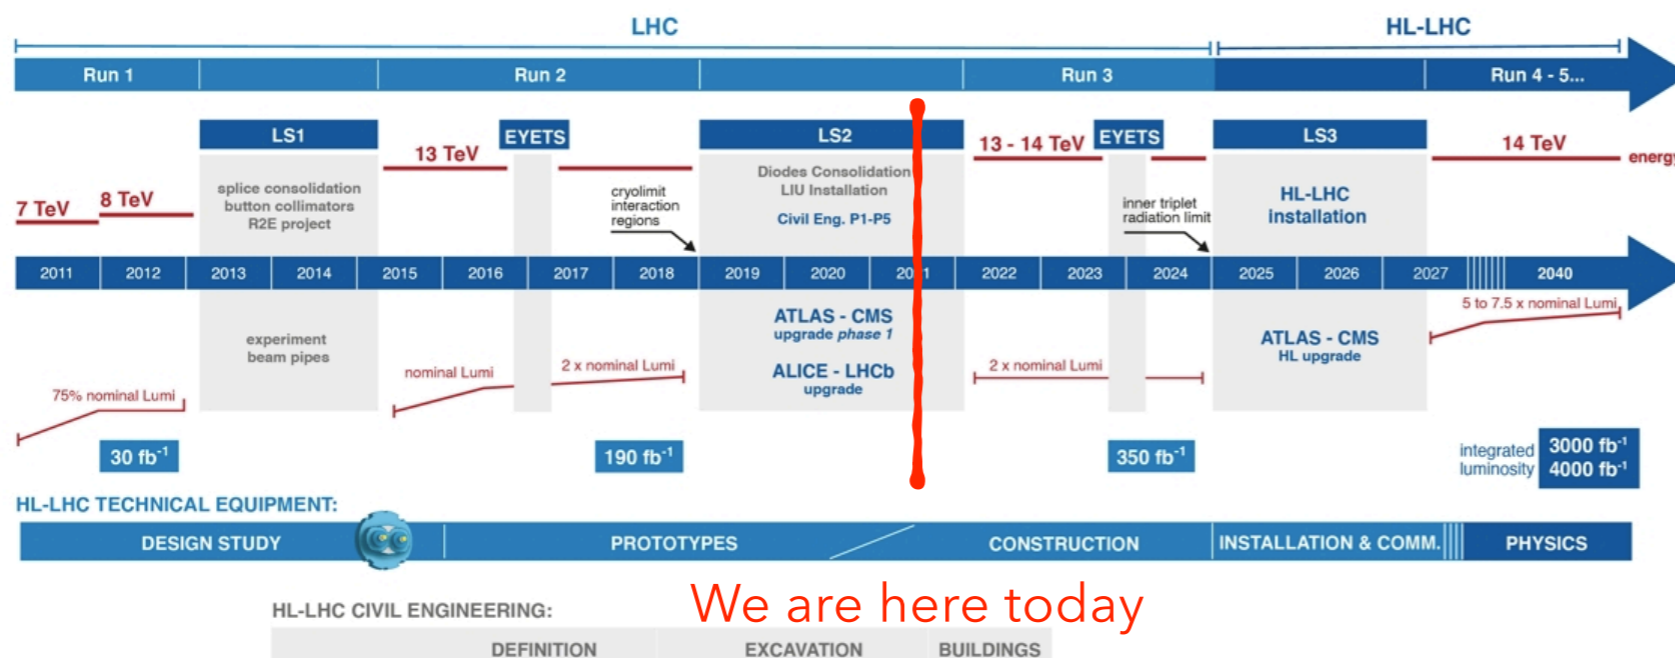 LHC
HL-LHC
Run 1
Run 2
Run 3
Run 4 - 5...
LS1
EYETS
LS2
EYETS
LS3
13 TeV
13 - 14 TeV
14 TeV
energy
7 TeV
8 TeV
splice consolidation
button collimators
R2E project
cryolimit
interaction
regions
Diodes Consolidation
LIU Installation
Civil Eng. P1-P5
inner triplet
radiation limit
HL-LHC
installation
2011
2012
2013
2014
2015
2016
2017
2018
2019
2020
2021
2022
2023
2024
2025
2026
2027
2040
experiment
beam pipes
ATLAS - CMS
upgrade phase 1
ALICE - LHCb
upgrade
ATLAS - CMS
HL upgrade
5 to 7.5 x nominal Lumi
75% nominal Lumi
nominal Lumi
2 x nominal Lumi
2 x nominal Lumi
30 fb⁻¹
190 fb⁻¹
350 fb⁻¹
integrated
luminosity
3000 fb⁻¹
4000 fb⁻¹
HL-LHC TECHNICAL EQUIPMENT:
DESIGN STUDY
PROTOTYPES
CONSTRUCTION
INSTALLATION & COMM.
PHYSICS
We are here today
HL-LHC CIVIL ENGINEERING:
DEFINITION
EXCAVATION
BUILDINGS